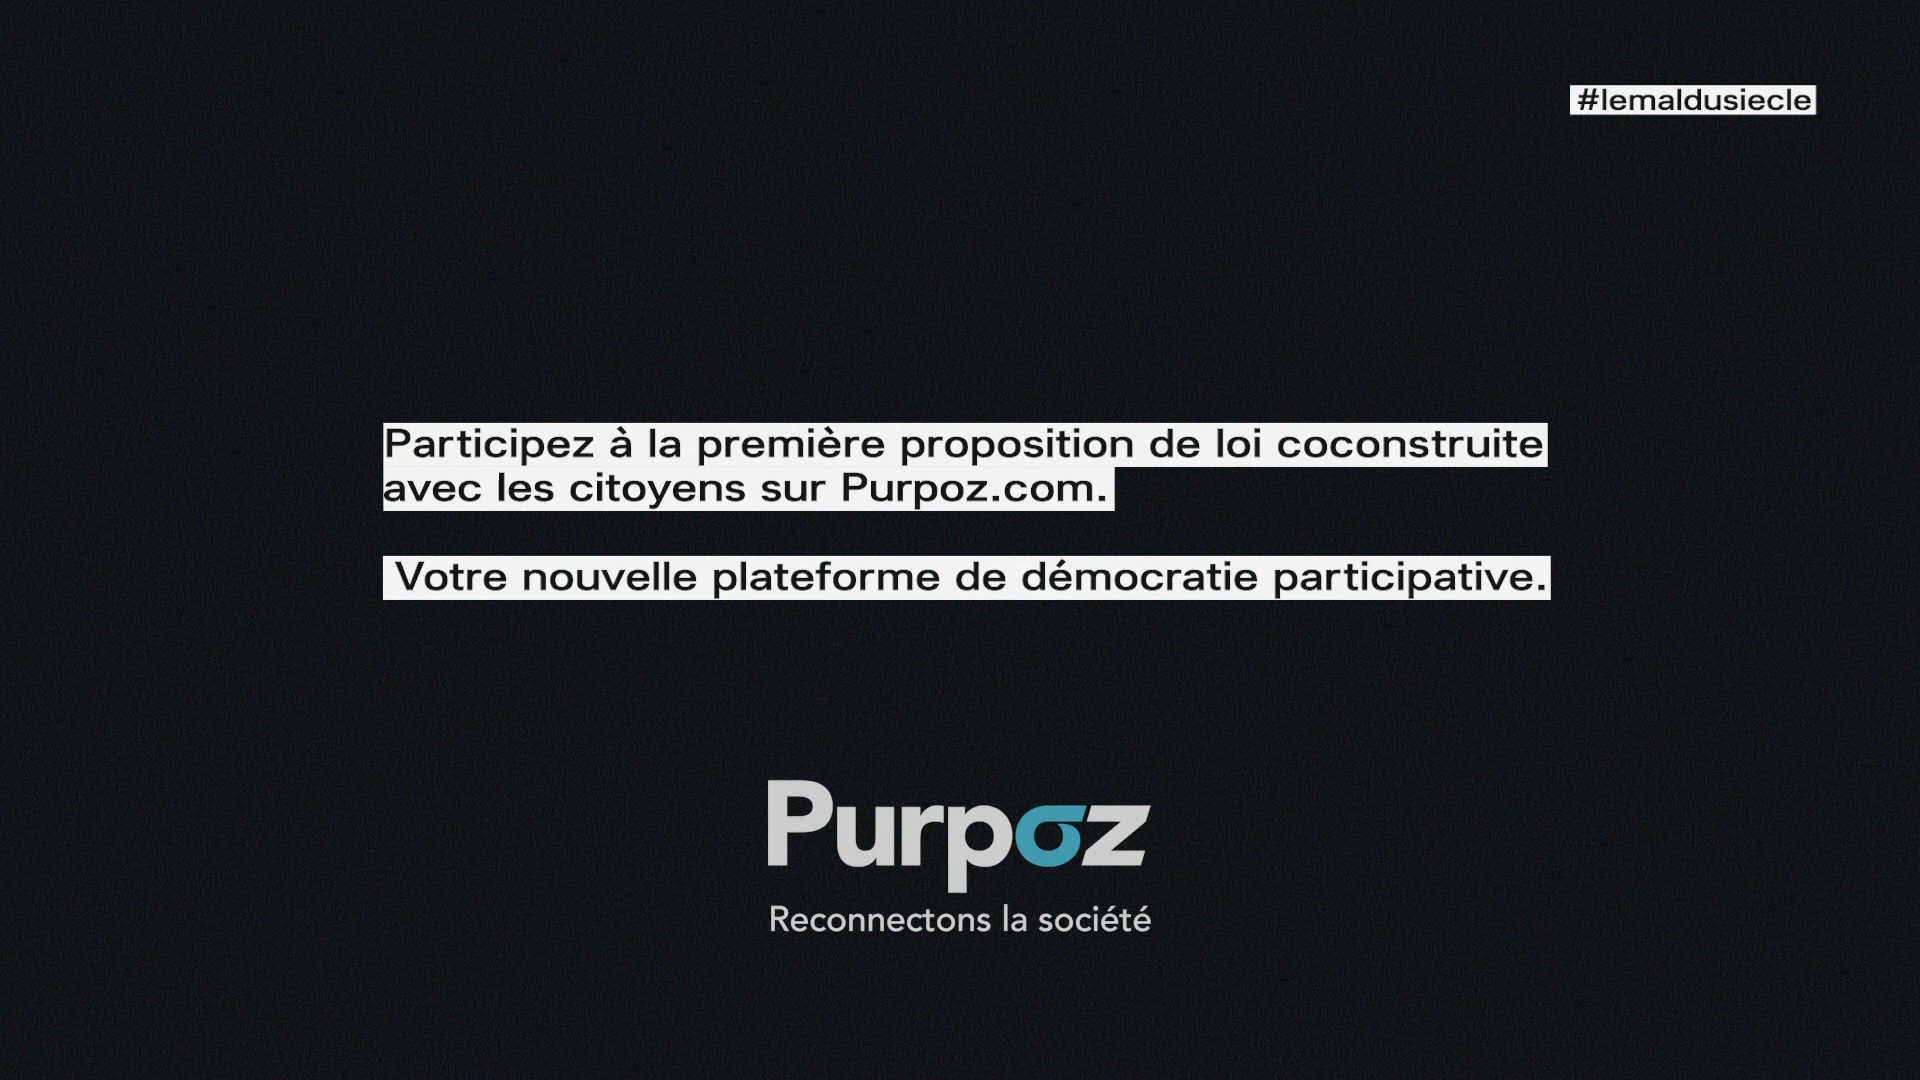 #lemaldusiecle
Participez à la première proposition de loi coconstruite
avec les citoyens sur Purpoz.com.
Votre nouvelle plateforme de démocratie participative.
Purpoz
Reconnectons la société